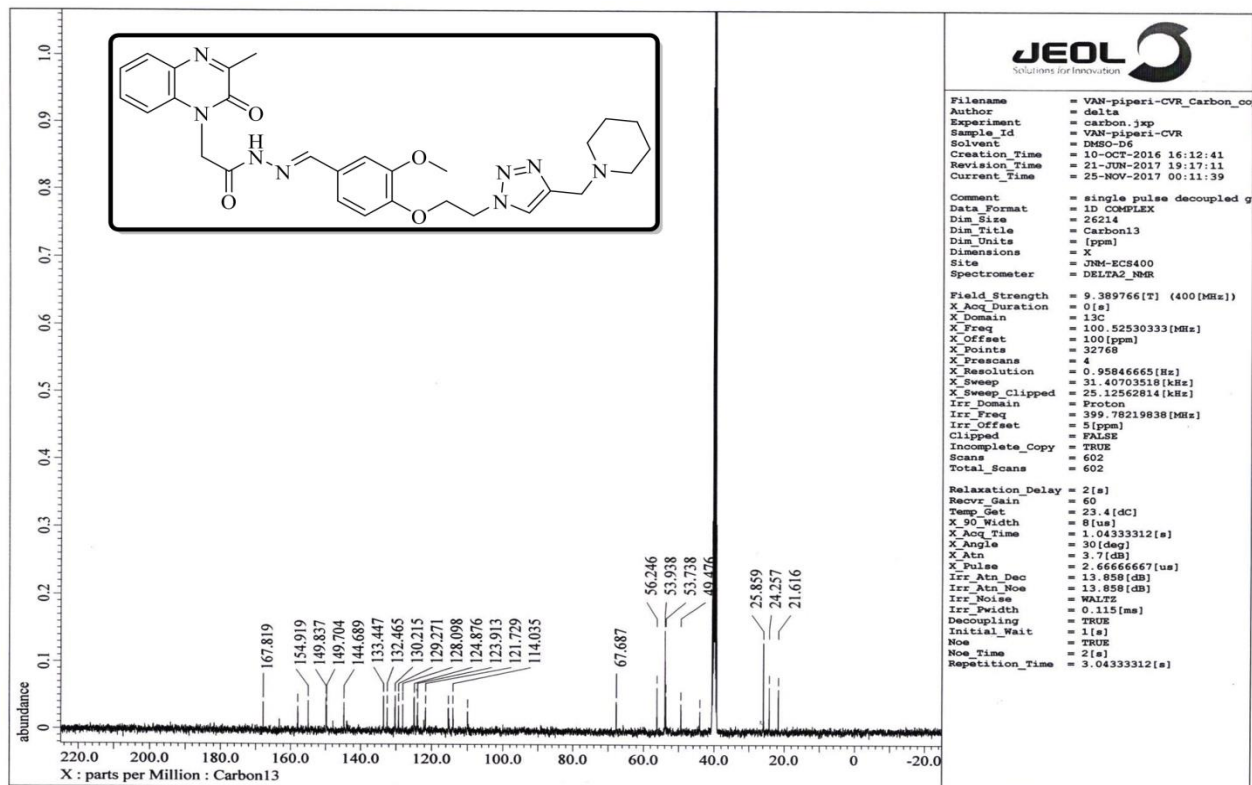 N
N
O
H
N
N
O
O
O
N=N
N
N
1.0
0.9
0.8
0.7
0.6
0.5
0.4
0.3
0.2
0.1
0
abundance
167.819
154.919
149.837
149.704
144.689
133.447
132.465
130.215
129.271
128.098
124.876
123.913
121.729
114.035
67.687
56.246
53.938
53.738
49.476
25.859
24.257
21.616
220.0 200.0 180.0 160.0 140.0 120.0 100.0 80.0 60.0 40.0 20.0 0 -20.0
X : parts per Million : Carbon13
JEOL
Solutions for Innovation
Filename = VAN-piperi-CVR_Carbon_co
Author = delta
Experiment = carbon.jxp
Sample_Id = VAN-piperi-CVR
Solvent = DMSO-D6
Creation_Time = 10-OCT-2016 16:12:41
Revision_Time = 21-JUN-2017 19:17:11
Current_Time = 25-NOV-2017 00:11:39
Comment = single pulse decoupled g
Data_Format = 1D COMPLEX
Dim_Size = 26214
Dim_Title = Carbon13
Dim_Units = [ppm]
Dimensions = X
Site = JNM-ECS400
Spectrometer = DELTA2_NMR
Field_Strength = 9.389766[T] (400[MHz])
X_Acq_Duration = 0[s]
X_Domain = 13C
X_Freq = 100.52530333[MHz]
X_Offset = 100[ppm]
X_Points = 32768
X_Prescans = 4
X_Resolution = 0.95846665[Hz]
X_Sweep = 31.40703518[kHz]
X_Sweep_Clipped = 25.12562814[kHz]
Irr_Domain = Proton
Irr_Freq = 399.78219838[MHz]
Irr_Offset = 5[ppm]
Clipped = FALSE
Incomplete_Copy = TRUE
Scans = 602
Total_Scans = 602
Relaxation_Delay = 2[s]
Recvr_Gain = 60
Temp_Get = 23.4[dC]
X_90_Width = 8[us]
X_Acq_Time = 1.04333312[s]
X_Angle = 30[deg]
X_Atn = 3.7[dB]
X_Pulse = 2.66666667[us]
Irr_Atn_Dec = 13.858[dB]
Irr_Atn_Noe = 13.858[dB]
Irr_Noise = WALTZ
Irr_Pwidth = 0.115[ms]
Decoupling = TRUE
Initial_Wait = 1[s]
Noe = TRUE
Noe_Time = 2[s]
Repetition_Time = 3.04333312[s]